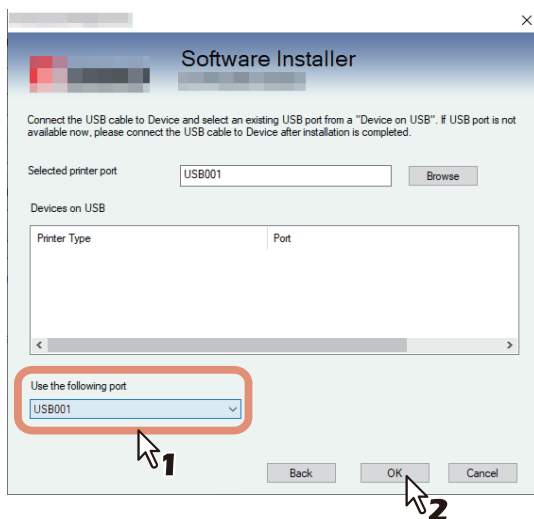 Software Installer
Connect the USB cable to Device and select an existing USB port from a "Device on USB". If USB port is not
available now, please connect the USB cable to Device after installation is completed.
Selected printer port USB001 Browse
Devices on USB
Printer Type Port
Use the following port
USB001
1
Back OK Cancel
2